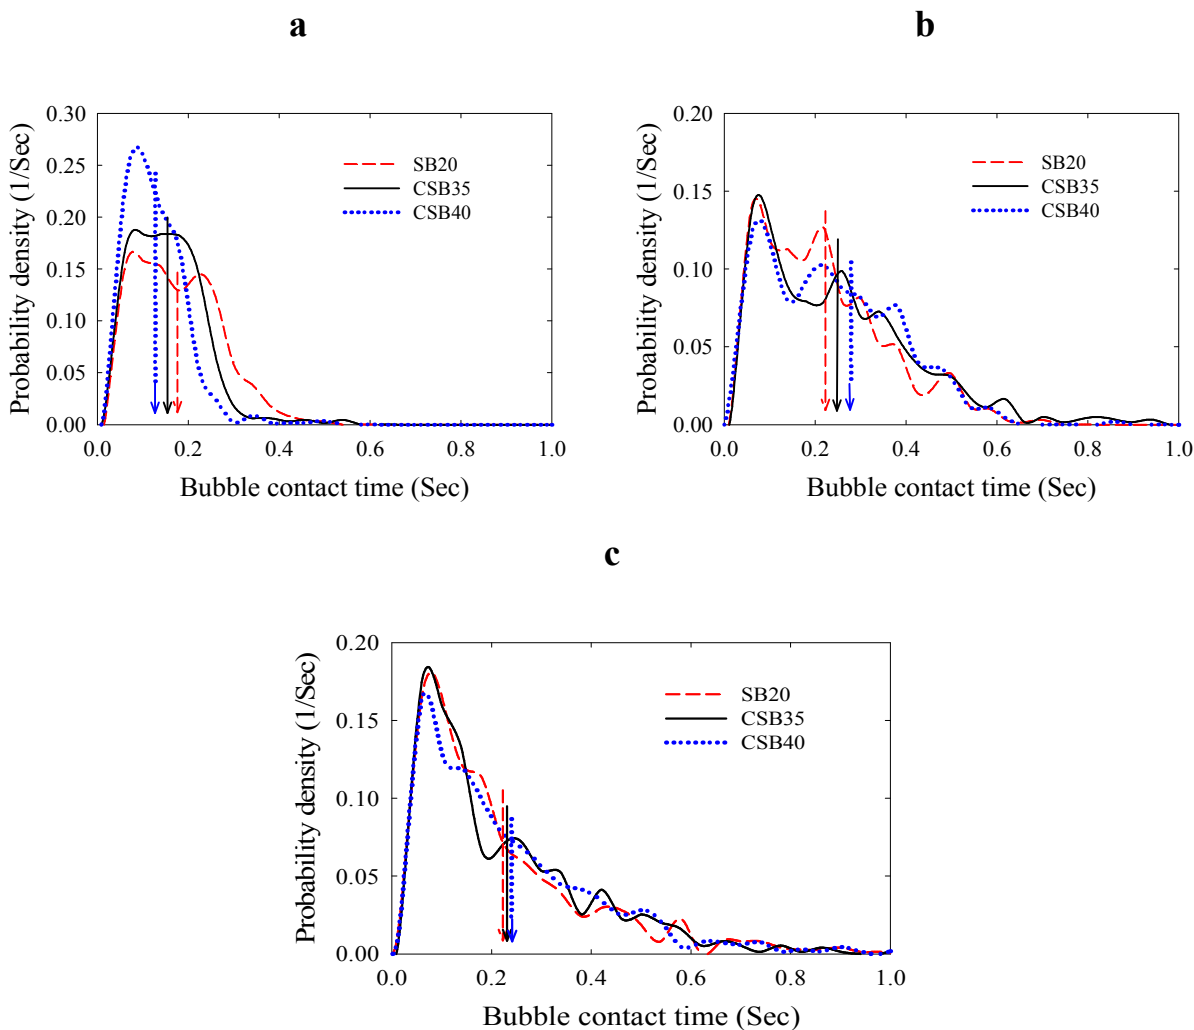 a
Probability density (1/Sec)
0.30
0.25
0.20
0.15
0.10
0.05
0.00
SB20
CSB35
CSB40
0.0 0.2 0.4 0.6 0.8 1.0
Bubble contact time (Sec)
b
Probability density (1/Sec)
0.20
0.15
0.10
0.05
0.00
SB20
CSB35
CSB40
0.0 0.2 0.4 0.6 0.8 1.0
Bubble contact time (Sec)
c
Probability density (1/Sec)
0.20
0.15
0.10
0.05
0.00
SB20
CSB35
CSB40
0.0 0.2 0.4 0.6 0.8 1.0
Bubble contact time (Sec)